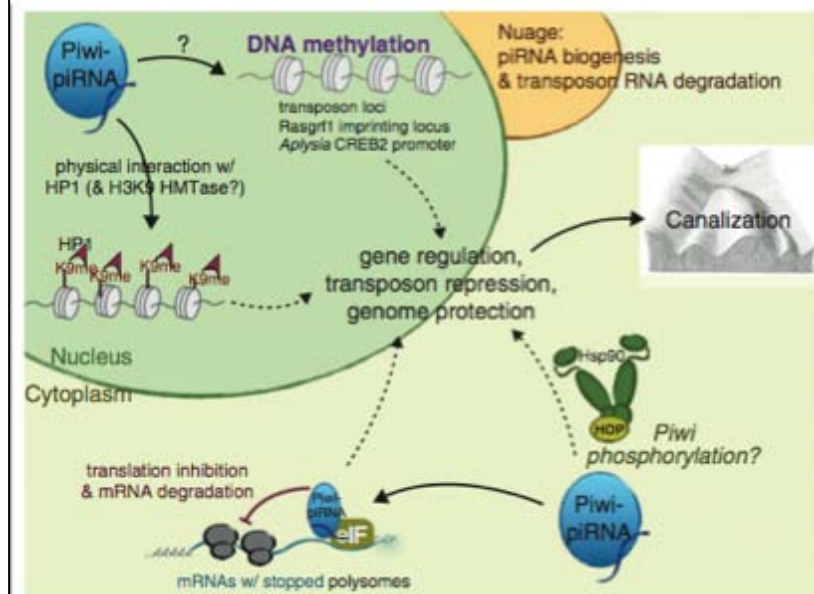 Piwi-
piRNA
?
DNA methylation
transposon loci
Rasgrf1 imprinting locus
Aplysia CREB2 promoter
Nuage:
piRNA biogenesis
& transposon RNA degradation
physical interaction w/
HP1 (& H3K9 HMTase?)
HP1
K9me
K9me
K9me
K9me
Canalization
gene regulation,
transposon repression,
genome protection
Nucleus
Cytoplasm
Hsp90
HOP
Piwi
phosphorylation?
translation inhibition
& mRNA degradation
Piwi-
piRNA
eIF
Piwi-
piRNA
mRNAs w/ stopped polysomes